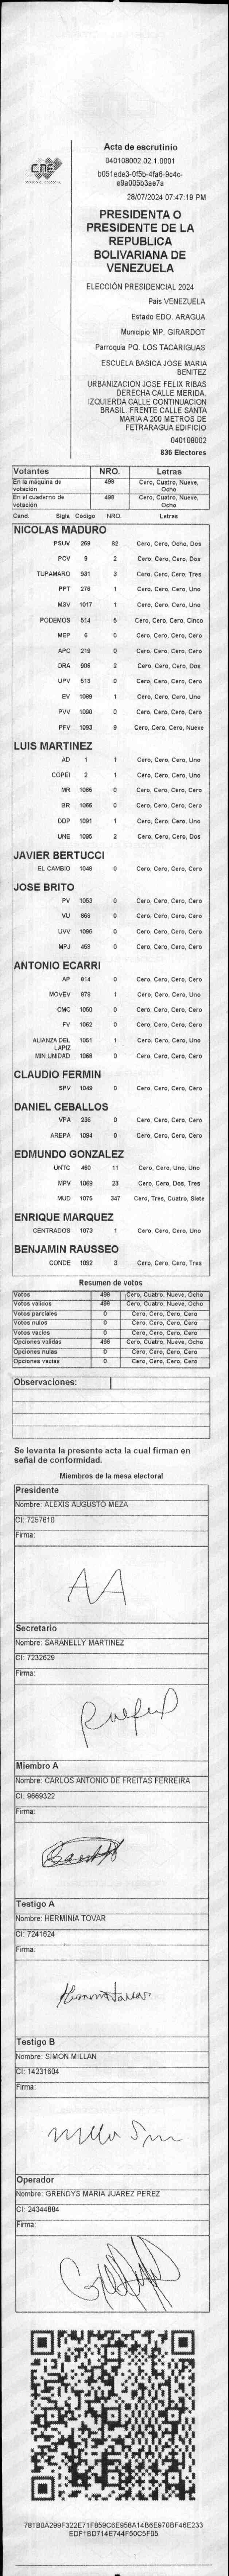 CNE
Acta de escrutinio
040108002.02.1.0001
b051ede3-0f5b-4fa6-9c4c-
e9a005b3ae7a
28/07/2024 07:47:19 PM
PRESIDENTA O
PRESIDENTE DE LA
REPUBLICA
BOLIVARIANA DE
VENEZUELA
ELECCIÓN PRESIDENCIAL 2024
Pais VENEZUELA
Estado EDO. ARAGUA
Municipio MP. GIRARDOT
Parroquia PQ. LOS TACARIGUAS
ESCUELA BASICA JOSE MARIA
BENITEZ
URBANIZACION JOSE FELIX RIBAS
DERECHA CALLE MERIDA.
IZQUIERDA CALLE CONTINUACION
BRASIL. FRENTE CALLE SANTA
MARIA A 200 METROS DE
FETRARAGUA EDIFICIO
040108002
836 Electores
Votantes NRO. Letras
En la máquina de votación 498 Cero, Cuatro, Nueve, Ocho
En el cuaderno de votación 498 Cero, Cuatro, Nueve, Ocho
Cand. Sigla Código NRO. Letras
NICOLAS MADURO
PSUV 269 82 Cero, Cero, Ocho, Dos
PCV 9 2 Cero, Cero, Cero, Dos
TUPAMARO 931 3 Cero, Cero, Cero, Tres
PPT 276 1 Cero, Cero, Cero, Uno
MSV 1017 1 Cero, Cero, Cero, Uno
PODEMOS 514 5 Cero, Cero, Cero, Cinco
MEP 6 0 Cero, Cero, Cero, Cero
APC 219 0 Cero, Cero, Cero, Cero
ORA 906 2 Cero, Cero, Cero, Dos
UPV 613 0 Cero, Cero, Cero, Cero
EV 1089 1 Cero, Cero, Cero, Uno
PVV 1090 0 Cero, Cero, Cero, Cero
PFV 1093 9 Cero, Cero, Cero, Nueve
LUIS MARTINEZ
AD 1 1 Cero, Cero, Cero, Uno
COPEI 2 1 Cero, Cero, Cero, Uno
MR 1065 0 Cero, Cero, Cero, Cero
BR 1066 0 Cero, Cero, Cero, Cero
DDP 1091 1 Cero, Cero, Cero, Uno
UNE 1095 2 Cero, Cero, Cero, Dos
JAVIER BERTUCCI
EL CAMBIO 1048 0 Cero, Cero, Cero, Cero
JOSE BRITO
PV 1053 0 Cero, Cero, Cero, Cero
VU 868 0 Cero, Cero, Cero, Cero
UVV 1096 0 Cero, Cero, Cero, Cero
MPJ 458 0 Cero, Cero, Cero, Cero
ANTONIO ECARRI
AP 814 0 Cero, Cero, Cero, Cero
MOVEV 878 1 Cero, Cero, Cero, Uno
CMC 1050 0 Cero, Cero, Cero, Cero
FV 1062 0 Cero, Cero, Cero, Cero
ALIANZA DEL LAPIZ 1051 1 Cero, Cero, Cero, Uno
MIN UNIDAD 1068 0 Cero, Cero, Cero, Cero
CLAUDIO FERMIN
SPV 1049 0 Cero, Cero, Cero, Cero
DANIEL CEBALLOS
VPA 236 0 Cero, Cero, Cero, Cero
AREPA 1094 0 Cero, Cero, Cero, Cero
EDMUNDO GONZALEZ
UNTC 460 11 Cero, Cero, Uno, Uno
MPV 1069 23 Cero, Cero, Dos, Tres
MUD 1075 347 Cero, Tres, Cuatro, Siete
ENRIQUE MARQUEZ
CENTRADOS 1073 1 Cero, Cero, Cero, Uno
BENJAMIN RAUSSEO
CONDE 1092 3 Cero, Cero, Cero, Tres
Resumen de votos
Votos 498 Cero, Cuatro, Nueve, Ocho
Votos validos 498 Cero, Cuatro, Nueve, Ocho
Votos parciales 0 Cero, Cero, Cero, Cero
Votos nulos 0 Cero, Cero, Cero, Cero
Votos vacios 0 Cero, Cero, Cero, Cero
Opciones validas 498 Cero, Cuatro, Nueve, Ocho
Opciones nulas 0 Cero, Cero, Cero, Cero
Opciones vacias 0 Cero, Cero, Cero, Cero
Observaciones:
Se levanta la presente acta la cual firman en
señal de conformidad.
Miembros de la mesa electoral
Presidente
Nombre: ALEXIS AUGUSTO MEZA
CI: 7257610
Firma:
AA
Secretario
Nombre: SARANELLY MARTINEZ
CI: 7232629
Firma:
Miembro A
Nombre: CARLOS ANTONIO DE FREITAS FERREIRA
CI: 9669322
Firma:
Testigo A
Nombre: HERMINIA TOVAR
CI: 7241624
Firma:
Herminia Tovar
Testigo B
Nombre: SIMON MILLAN
CI: 14231604
Firma:
Operador
Nombre: GRENDYS MARIA JUAREZ PEREZ
CI: 24344884
Firma:
781B0A299F322E71F859C6E958A14B6E970BF46E233
EDF1BD714E744F50C5F05